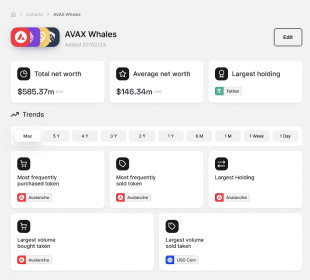 Cohorts > AVAX Whales
AVAX Whales
Added 07/02/23
Edit
Total net worth
$585.37m USD
Average net worth
$146.34m USD
Largest holding
Tether
Trends
Max
5 Y
4 Y
3 Y
2 Y
1 Y
6 M
1 M
1 Week
1 Day
Most frequently
purchased token
Avalanche
Most frequently
sold token
Avalanche
Largest Holding
Avalanche
Largest volume
bought token
Avalanche
Largest volume
sold token
USD Coin